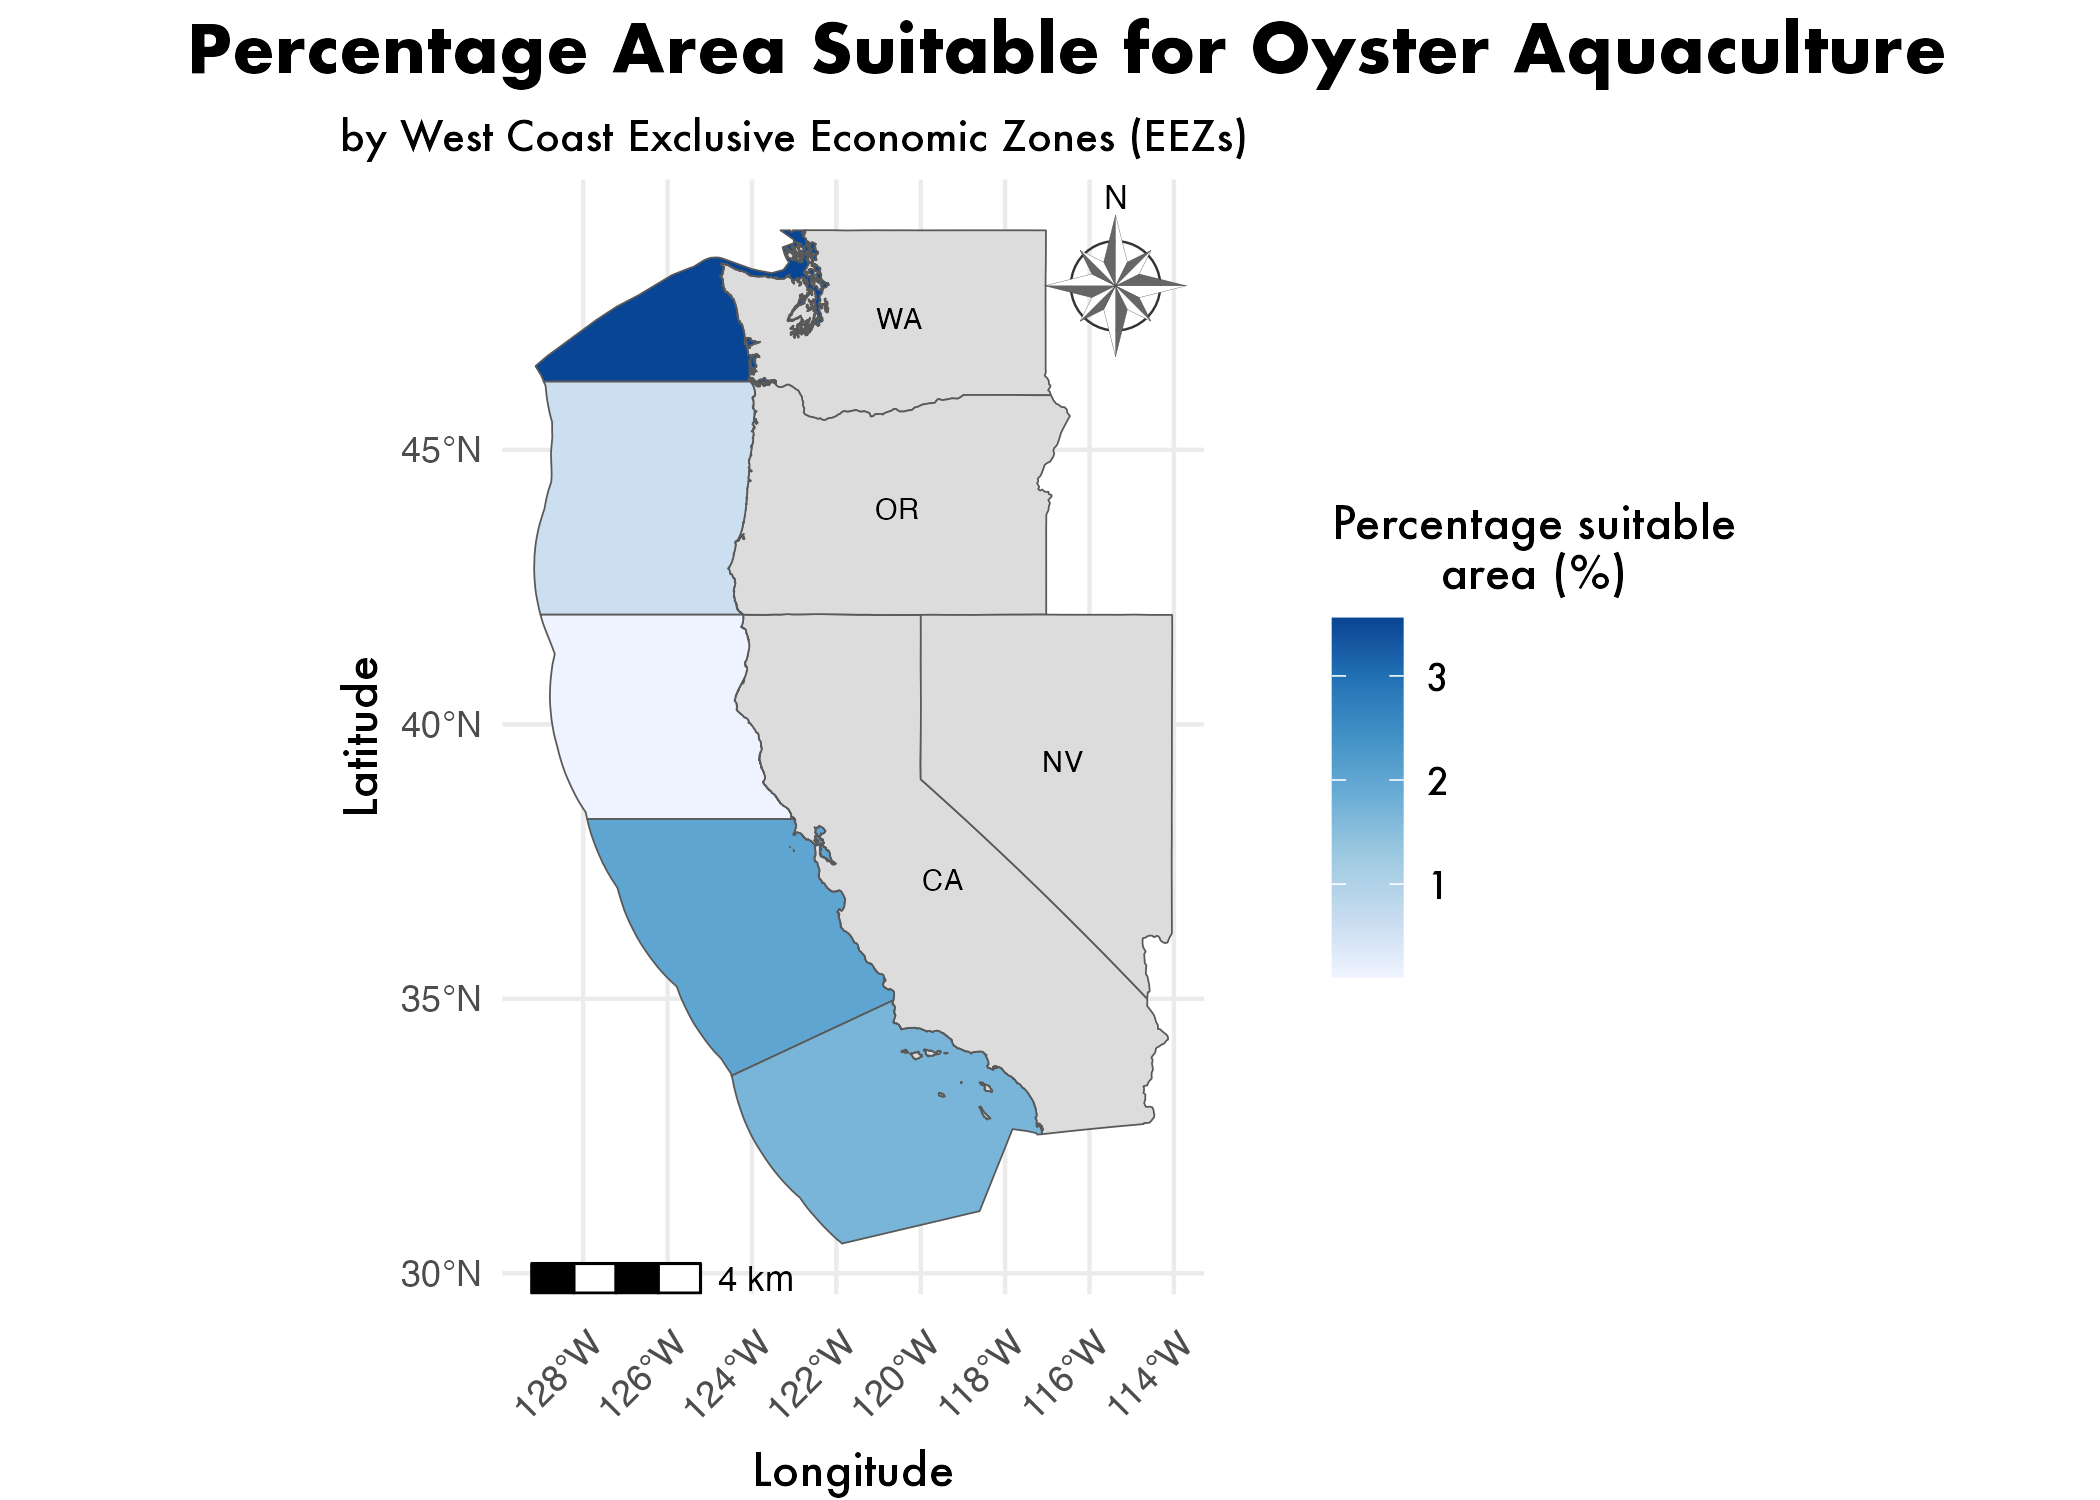 Percentage Area Suitable for Oyster Aquaculture
by West Coast Exclusive Economic Zones (EEZs)
N
WA
OR
NV
CA
45°N
40°N
35°N
30°N
Latitude
4 km
128°W
126°W
124°W
122°W
120°W
118°W
116°W
114°W
Longitude
Percentage suitable
area (%)
3
2
1